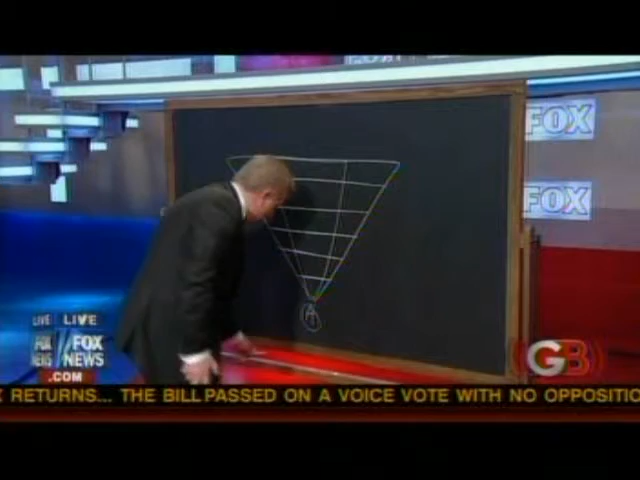 FOX
FOX
A
LIVE LIVE
FOX NEWS FOX NEWS
.COM
GB
X RETURNS... THE BILL PASSED ON A VOICE VOTE WITH NO OPPOSITIO